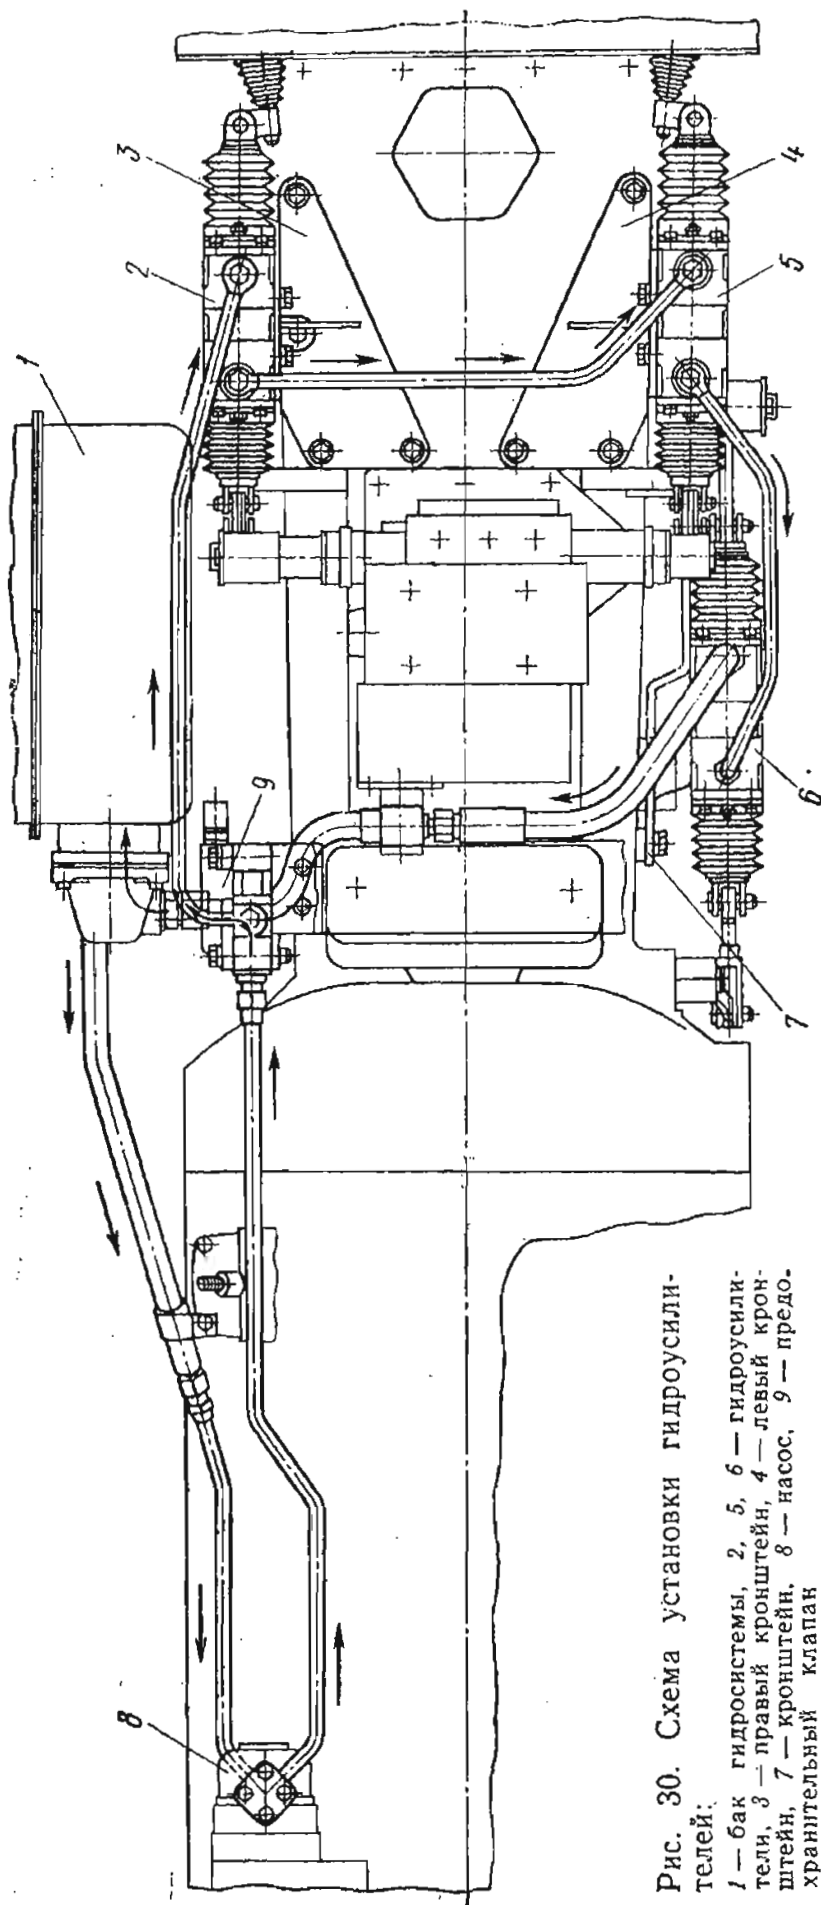 1
2
3
4
5
6
7
8
9
Рис. 30. Схема установки гидроусили-
телей:
1 — бак гидросистемы, 2, 5, 6 — гидроусили-
тели, 3 — правый кронштейн, 4 — левый крон-
штейн, 7 — кронштейн, 8 — насос, 9 — предо-
хранительный клапан